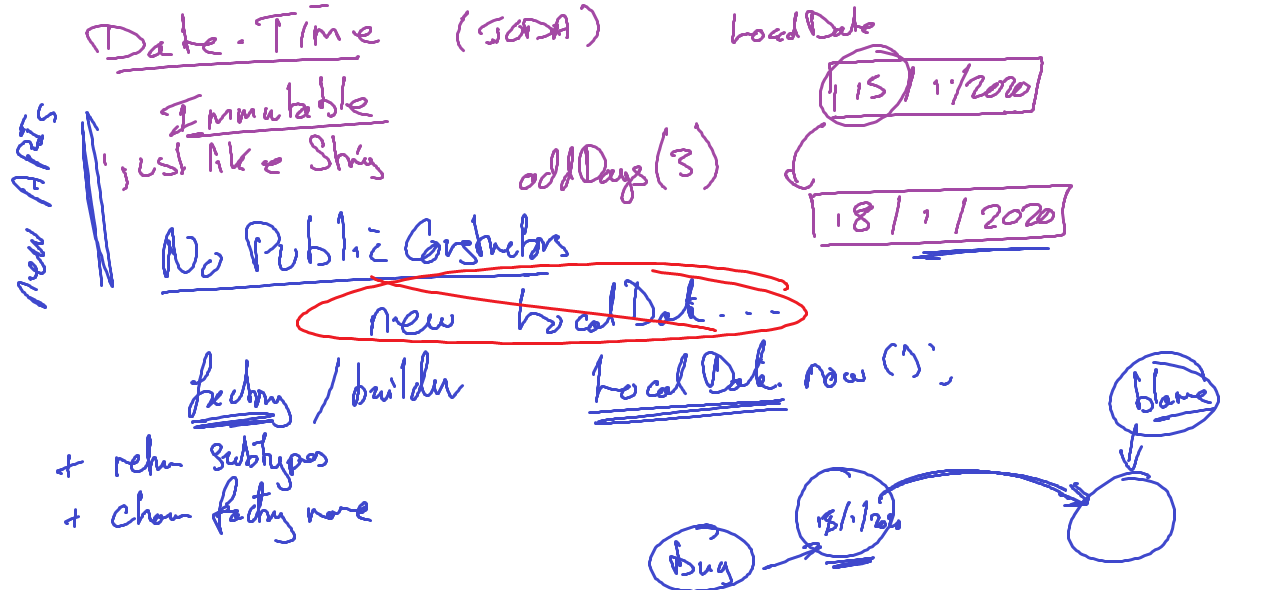 Date-Time (JODA) LocalDate
Immutable
15/1/2020
just like String
addDays(3)
18/1/2020
new APIs
No Public Constructors
new LocalDate...
factory / builder LocalDate.now();
blame
+ return subtypes
+ chosen factory name
18/1/2020
bug